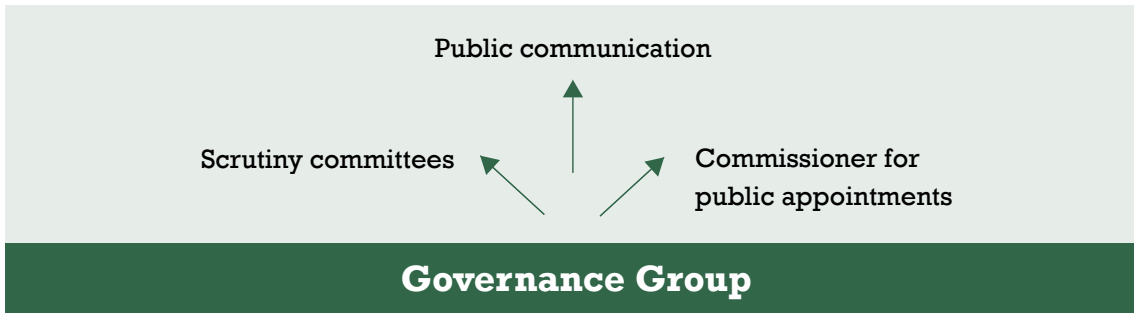 Public communication
Scrutiny committees
Commissioner for
public appointments
Governance Group